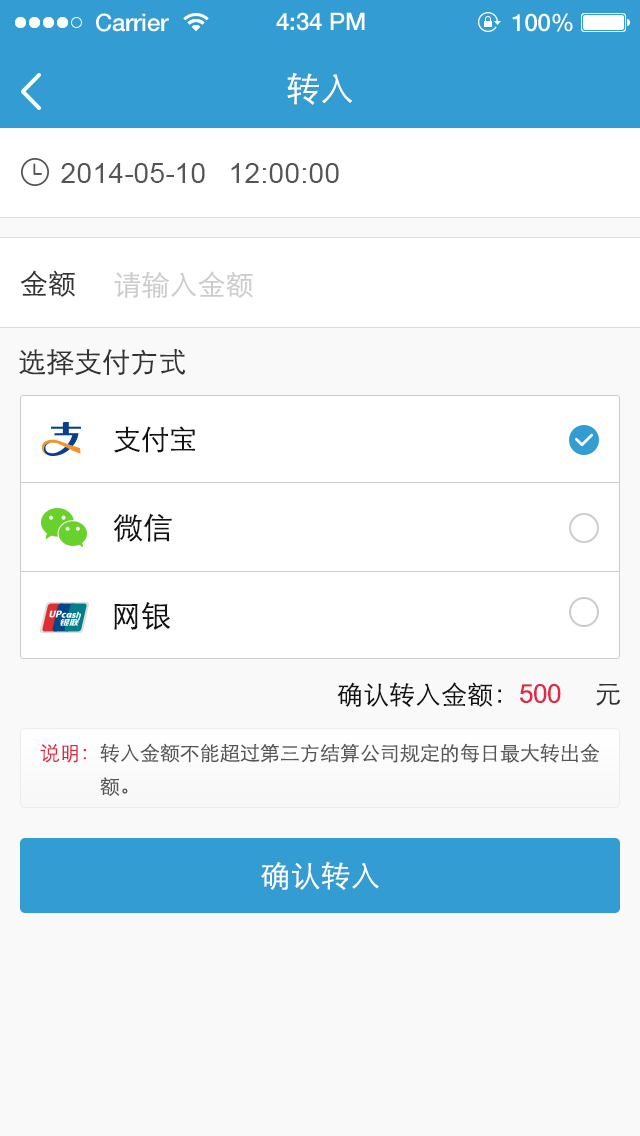 Carrier 4:34 PM 100%
转入
2014-05-10 12:00:00
金额 请输入金额
选择支付方式
支 支付宝
微信
UPcash 银联 网银
确认转入金额：500 元
说明：转入金额不能超过第三方结算公司规定的每日最大转出金
额。
确认转入